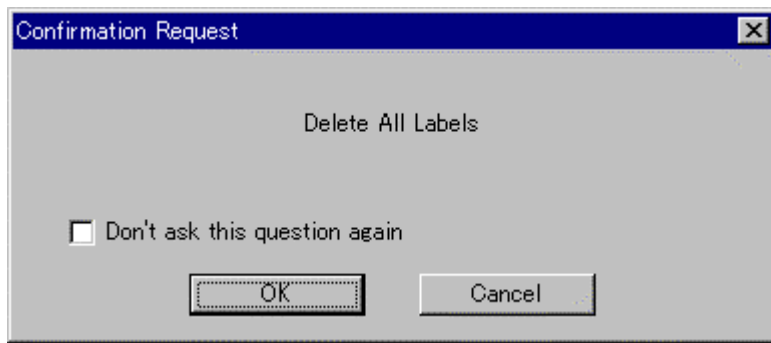 Confirmation Request
Delete All Labels
Don't ask this question again
OK Cancel